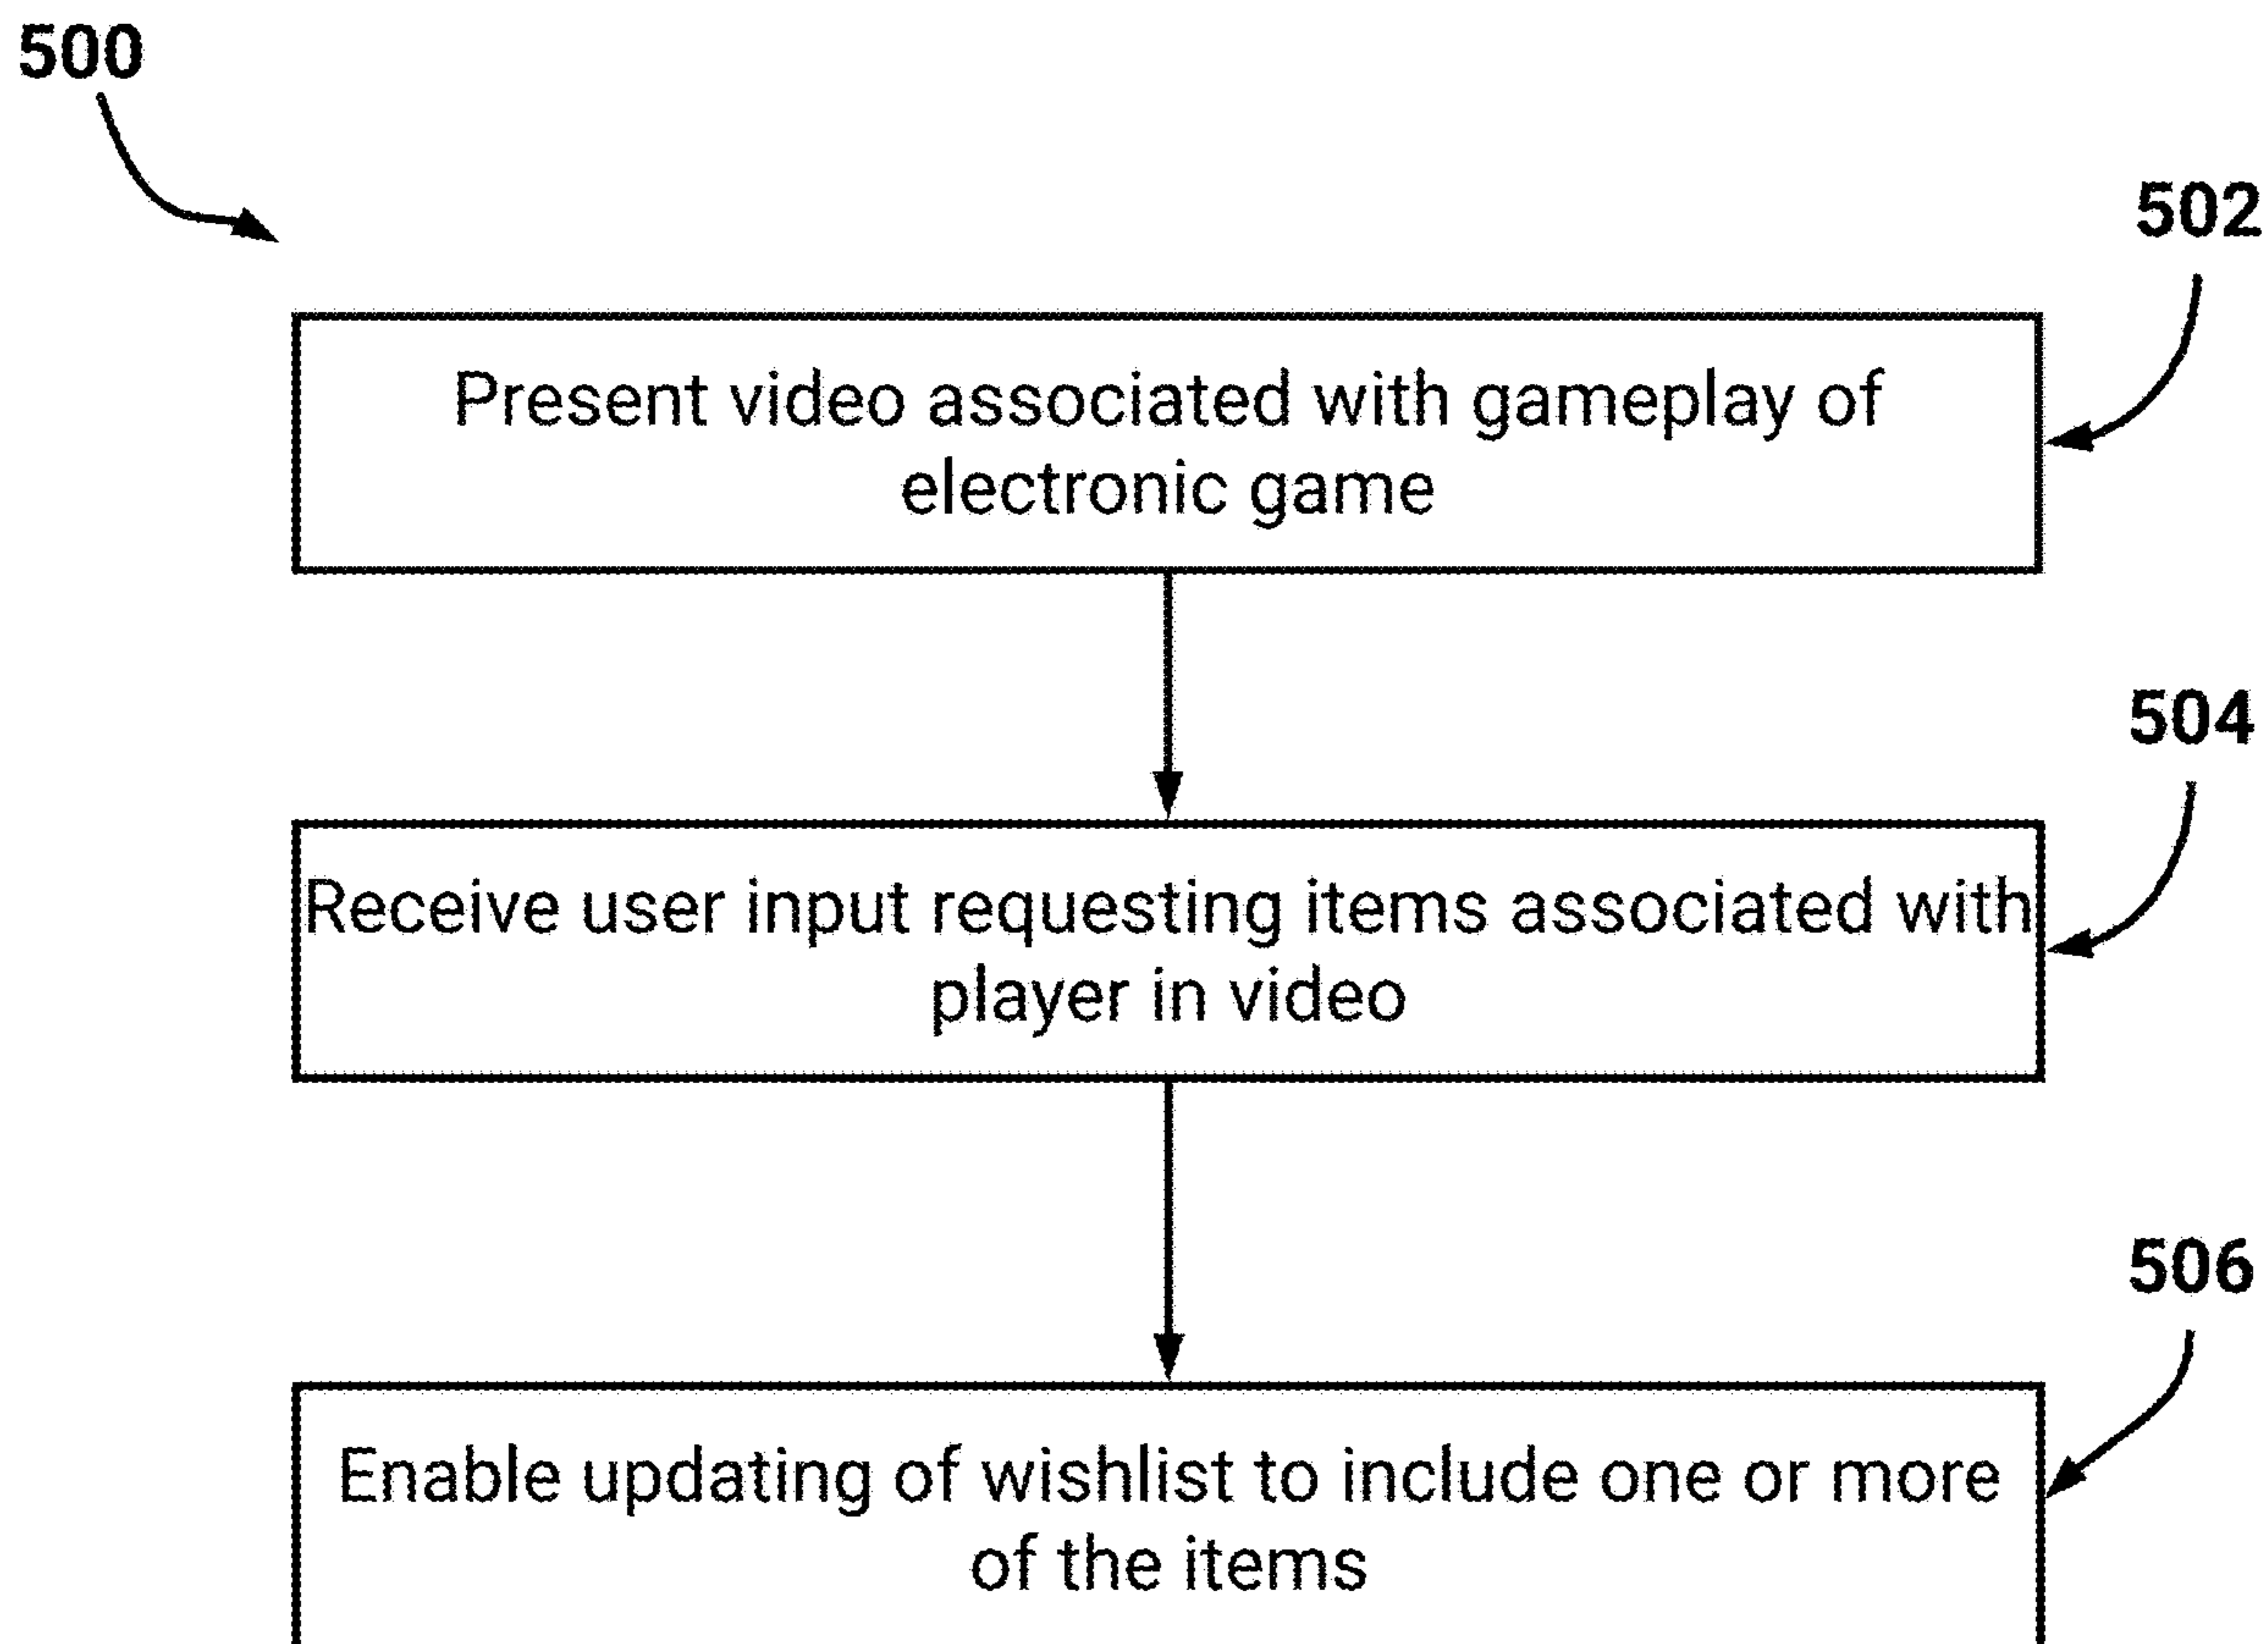 500
502
Present video associated with gameplay of
electronic game
504
Receive user input requesting items associated with
player in video
506
Enable updating of wishlist to include one or more
of the items